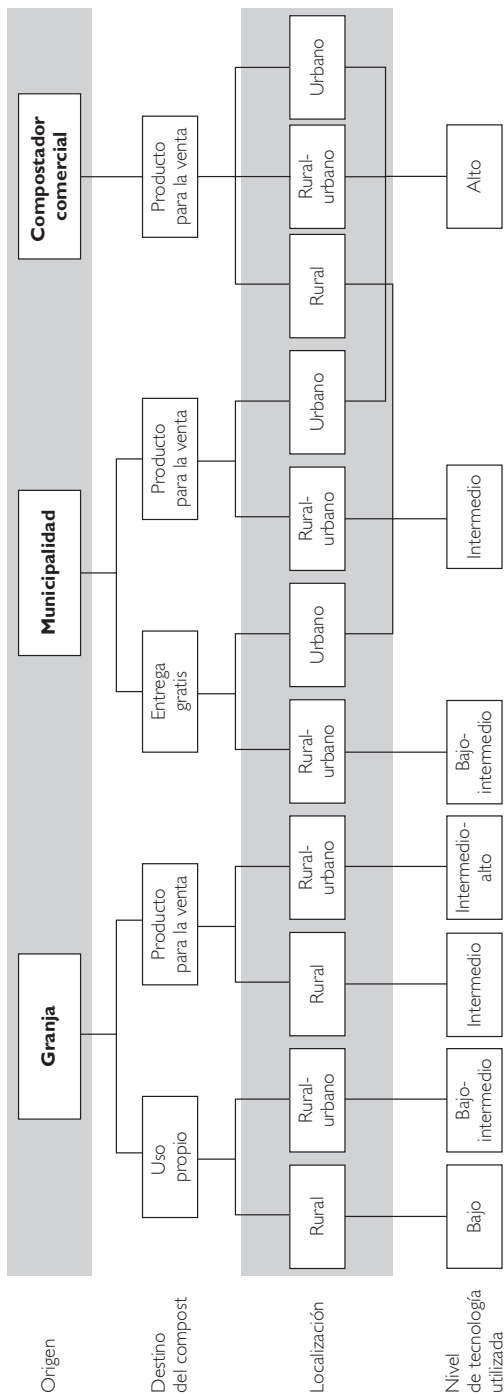 Origen
Granja
Municipalidad
Compostador
comercial
Destino
del compost
Uso
propio
Producto
para la venta
Entrega
gratis
Producto
para la venta
Producto
para la venta
Localización
Rural
Rural-
urbano
Rural
Rural-
urbano
Rural-
urbano
Urbano
Rural-
urbano
Urbano
Rural
Rural-
urbano
Urbano
Nivel
de tecnología
utilizada
Bajo
Bajo-
intermedio
Intermedio
Intermedio-
alto
Bajo-
intermedio
Intermedio
Alto